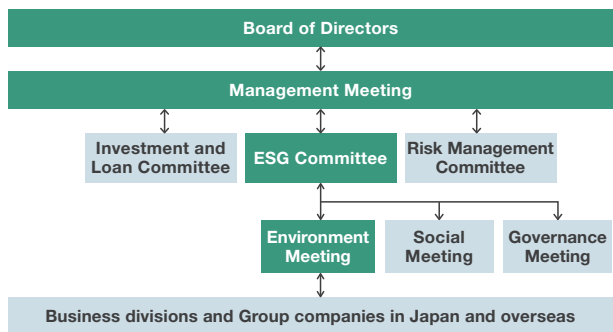 Board of Directors
Management Meeting
Investment and
Loan Committee
ESG Committee
Risk Management
Committee
Environment
Meeting
Social
Meeting
Governance
Meeting
Business divisions and Group companies in Japan and overseas